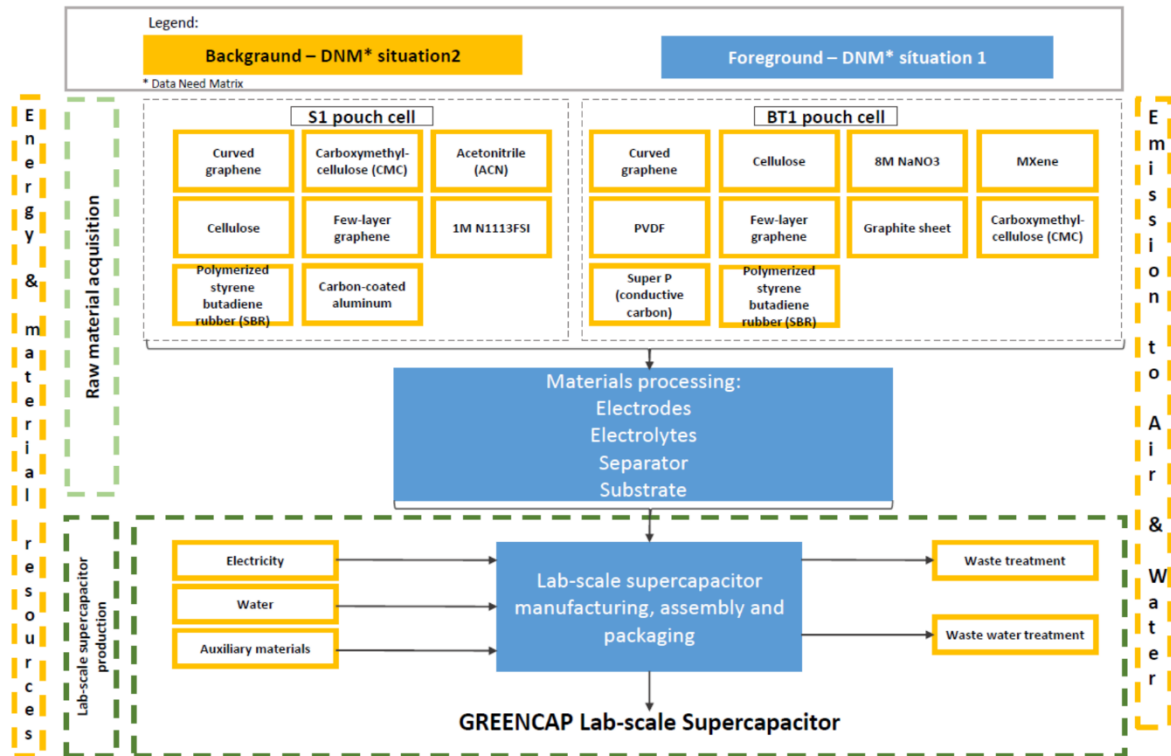 Legend:
Background – DNM* situation2
Foreground – DNM* situation 1
* Data Need Matrix
Energy & material resources
Raw material acquisition
S1 pouch cell
Curved
graphene
Carboxymethyl-
cellulose (CMC)
Acetonitrile
(ACN)
Cellulose
Few-layer
graphene
1M N1113FSI
Polymerized
styrene
butadiene
rubber (SBR)
Carbon-coated
aluminum
BT1 pouch cell
Curved
graphene
Cellulose
8M NaNO3
MXene
PVDF
Few-layer
graphene
Graphite sheet
Carboxymethyl-
cellulose (CMC)
Super P
(conductive
carbon)
Polymerized
styrene
butadiene
rubber (SBR)
Emission to Air & Water
Materials processing:
Electrodes
Electrolytes
Separator
Substrate
Lab-scale supercapacitor
production
Electricity
Water
Auxiliary materials
Lab-scale supercapacitor
manufacturing, assembly and
packaging
Waste treatment
Waste water treatment
GREENCAP Lab-scale Supercapacitor